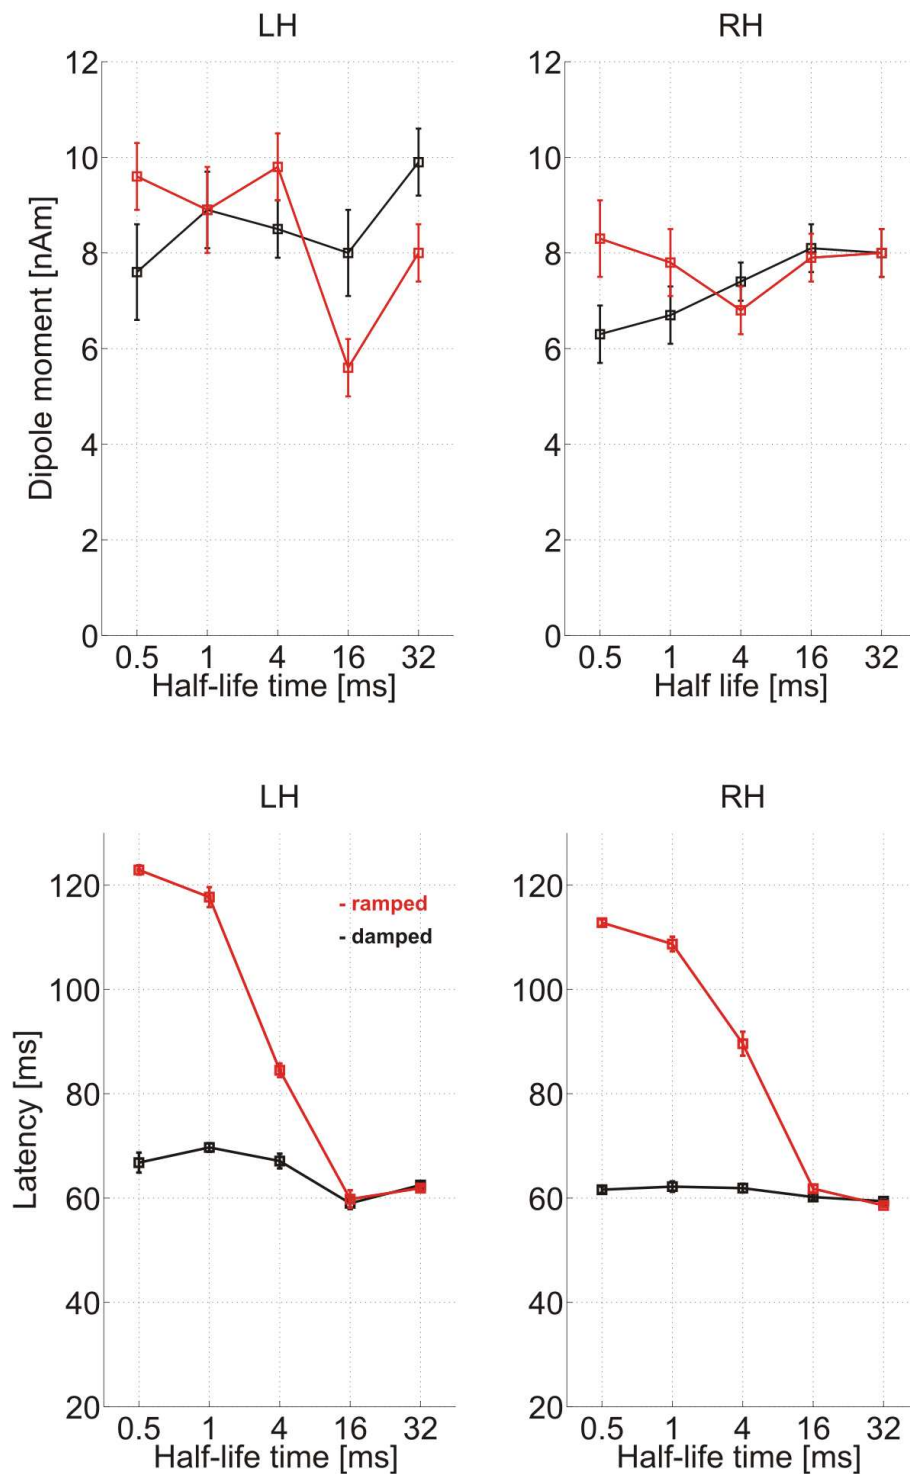 LH
RH
12
10
8
6
4
2
0
Dipole moment [nAm]
0.5 1 4 16 32
Half-life time [ms]
12
10
8
6
4
2
0
0.5 1 4 16 32
Half life [ms]
LH
RH
120
100
80
60
40
20
Latency [ms]
- ramped
- damped
0.5 1 4 16 32
Half-life time [ms]
120
100
80
60
40
20
0.5 1 4 16 32
Half-life time [ms]